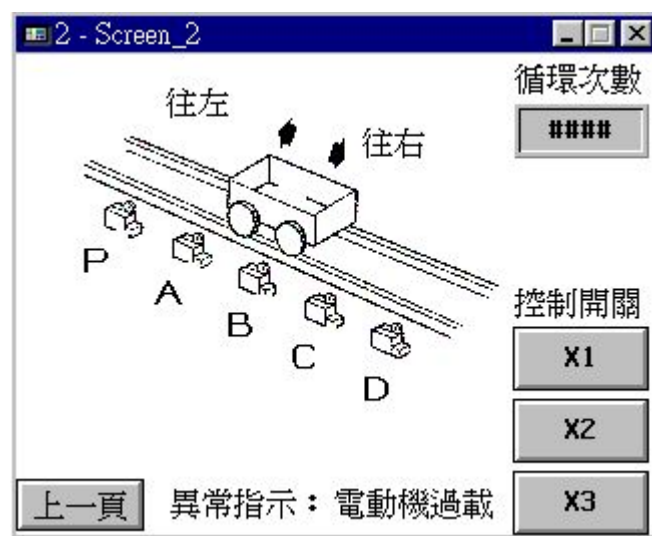 2 - Screen_2
循環次數
####
往左
往右
P
A
B
C
D
控制開關
X1
X2
X3
上一頁
異常指示：電動機過載